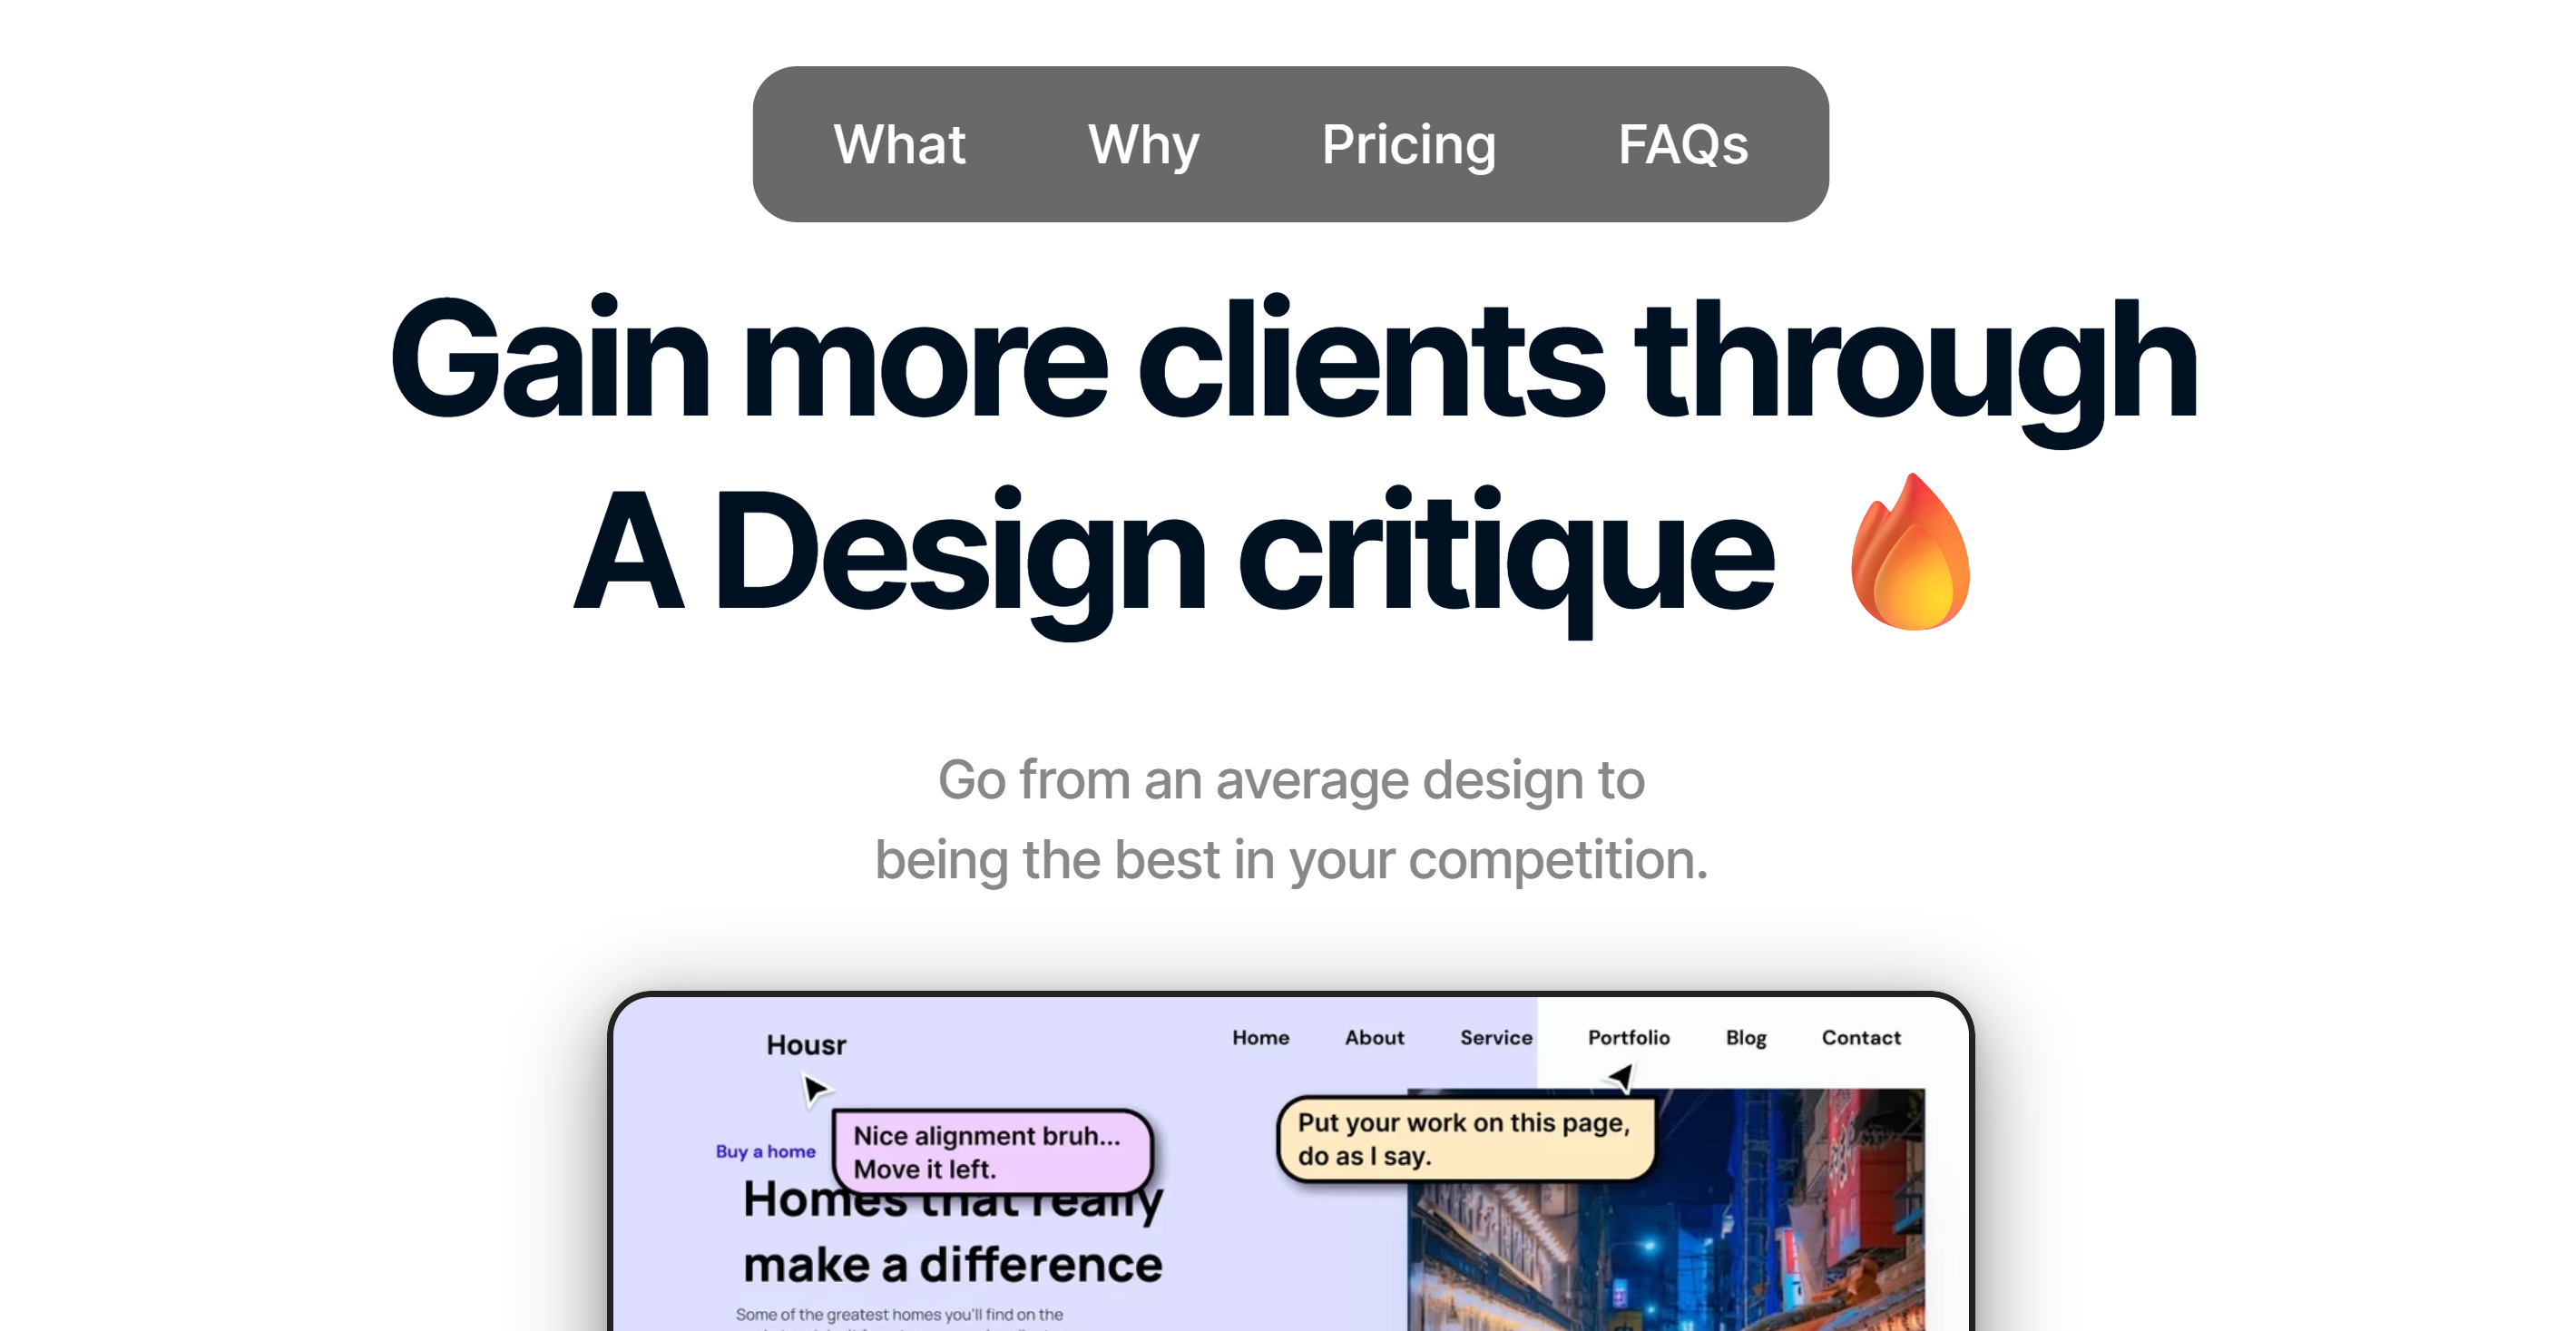 What Why Pricing FAQs
Gain more clients through
A Design critique 🔥
Go from an average design to
being the best in your competition.
Housr Home About Service Portfolio Blog Contact
Nice alignment bruh...
Move it left.
Put your work on this page,
do as I say.
Buy a home
Homes that really
make a difference
Some of the greatest homes you'll find on the